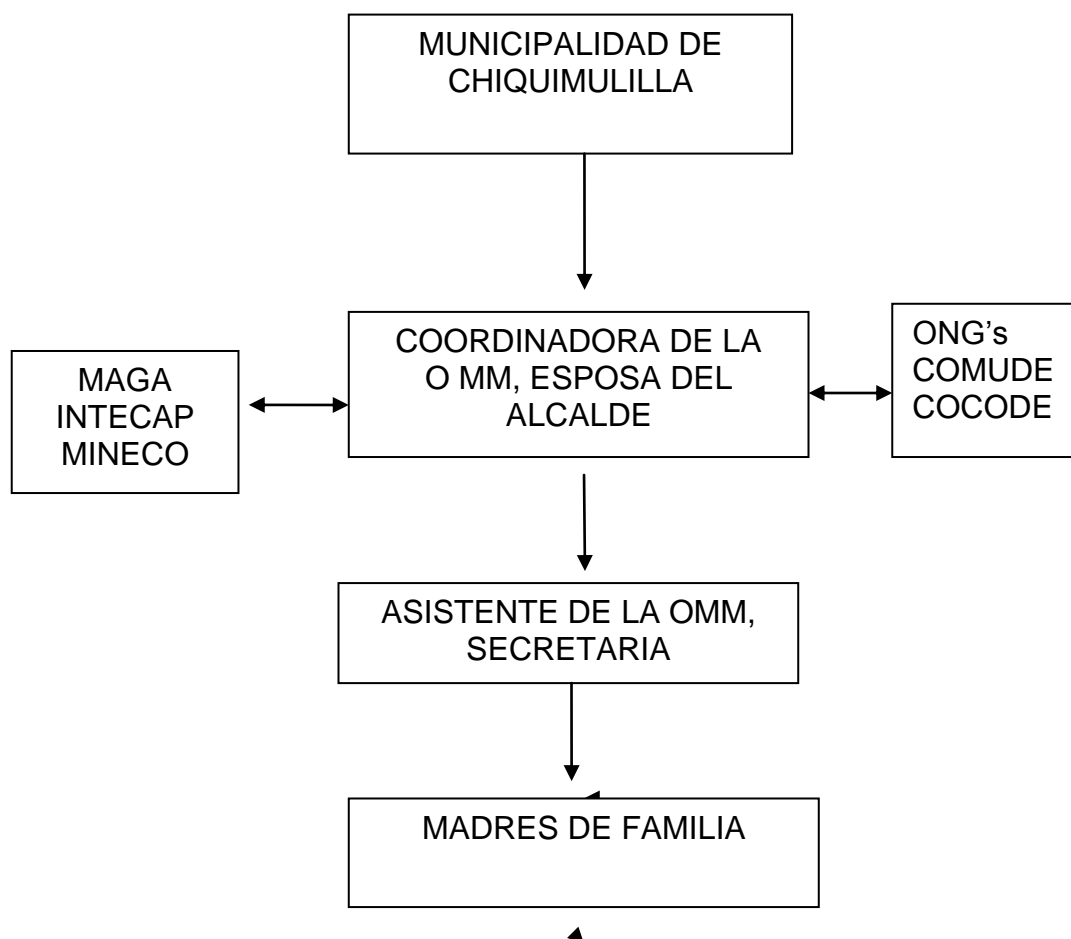 MUNICIPALIDAD DE
CHIQUIMULILLA
COORDINADORA DE LA
O MM, ESPOSA DEL
ALCALDE
MAGA
INTECAP
MINECO
ONG’s
COMUDE
COCODE
ASISTENTE DE LA OMM,
SECRETARIA
MADRES DE FAMILIA